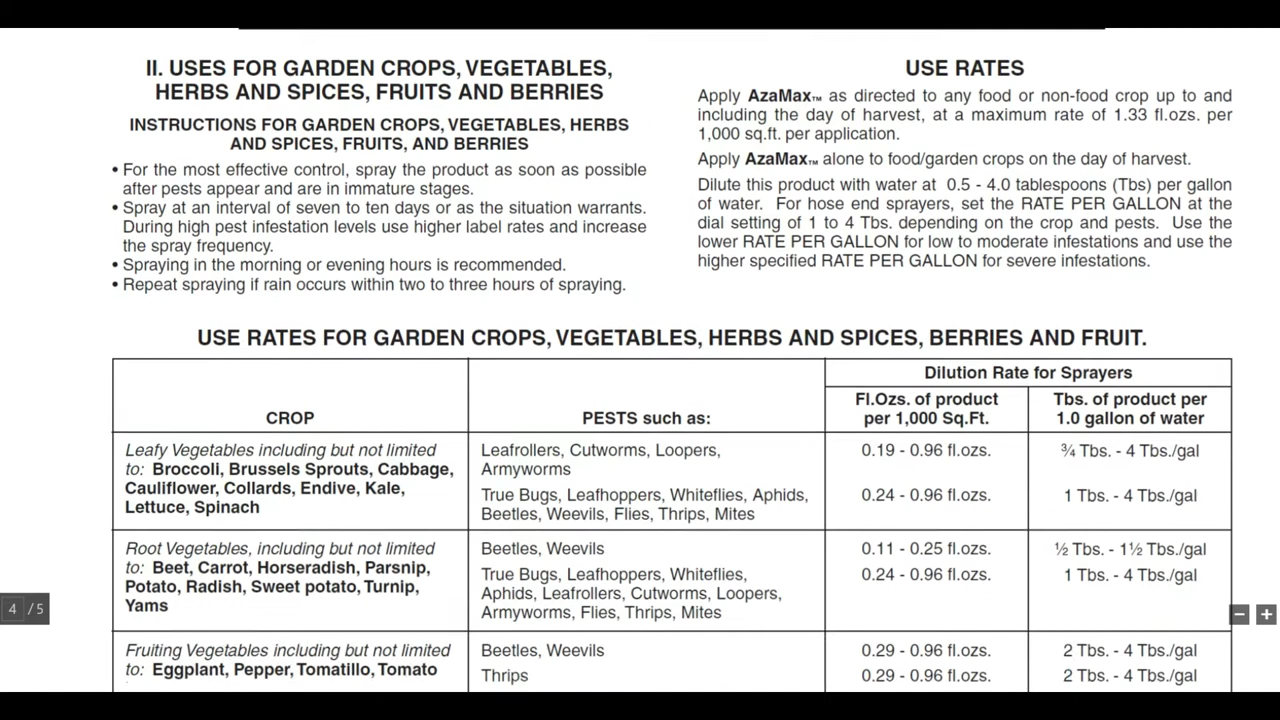 II. USES FOR GARDEN CROPS, VEGETABLES,
HERBS AND SPICES, FRUITS AND BERRIES
INSTRUCTIONS FOR GARDEN CROPS, VEGETABLES, HERBS
AND SPICES, FRUITS, AND BERRIES
• For the most effective control, spray the product as soon as possible
after pests appear and are in immature stages.
• Spray at an interval of seven to ten days or as the situation warrants.
During high pest infestation levels use higher label rates and increase
the spray frequency.
• Spraying in the morning or evening hours is recommended.
• Repeat spraying if rain occurs within two to three hours of spraying.
USE RATES
Apply AzaMax™ as directed to any food or non-food crop up to and
including the day of harvest, at a maximum rate of 1.33 fl.ozs. per
1,000 sq.ft. per application.
Apply AzaMax™ alone to food/garden crops on the day of harvest.
Dilute this product with water at 0.5 - 4.0 tablespoons (Tbs) per gallon
of water. For hose end sprayers, set the RATE PER GALLON at the
dial setting of 1 to 4 Tbs. depending on the crop and pests. Use the
lower RATE PER GALLON for low to moderate infestations and use the
higher specified RATE PER GALLON for severe infestations.
USE RATES FOR GARDEN CROPS, VEGETABLES, HERBS AND SPICES, BERRIES AND FRUIT.
CROP
PESTS such as:
Dilution Rate for Sprayers
Fl.Ozs. of product
per 1,000 Sq.Ft.
Tbs. of product per
1.0 gallon of water
Leafy Vegetables including but not limited
to: Broccoli, Brussels Sprouts, Cabbage,
Cauliflower, Collards, Endive, Kale,
Lettuce, Spinach
Leafrollers, Cutworms, Loopers,
Armyworms
0.19 - 0.96 fl.ozs.
¾ Tbs. - 4 Tbs./gal
True Bugs, Leafhoppers, Whiteflies, Aphids,
Beetles, Weevils, Flies, Thrips, Mites
0.24 - 0.96 fl.ozs.
1 Tbs. - 4 Tbs./gal
Root Vegetables, including but not limited
to: Beet, Carrot, Horseradish, Parsnip,
Potato, Radish, Sweet potato, Turnip,
Yams
Beetles, Weevils
0.11 - 0.25 fl.ozs.
½ Tbs. - 1½ Tbs./gal
True Bugs, Leafhoppers, Whiteflies,
Aphids, Leafrollers, Cutworms, Loopers,
Armyworms, Flies, Thrips, Mites
0.24 - 0.96 fl.ozs.
1 Tbs. - 4 Tbs./gal
Fruiting Vegetables including but not limited
to: Eggplant, Pepper, Tomatillo, Tomato
Beetles, Weevils
0.29 - 0.96 fl.ozs.
2 Tbs. - 4 Tbs./gal
Thrips
0.29 - 0.96 fl.ozs.
2 Tbs. - 4 Tbs./gal
4 / 5